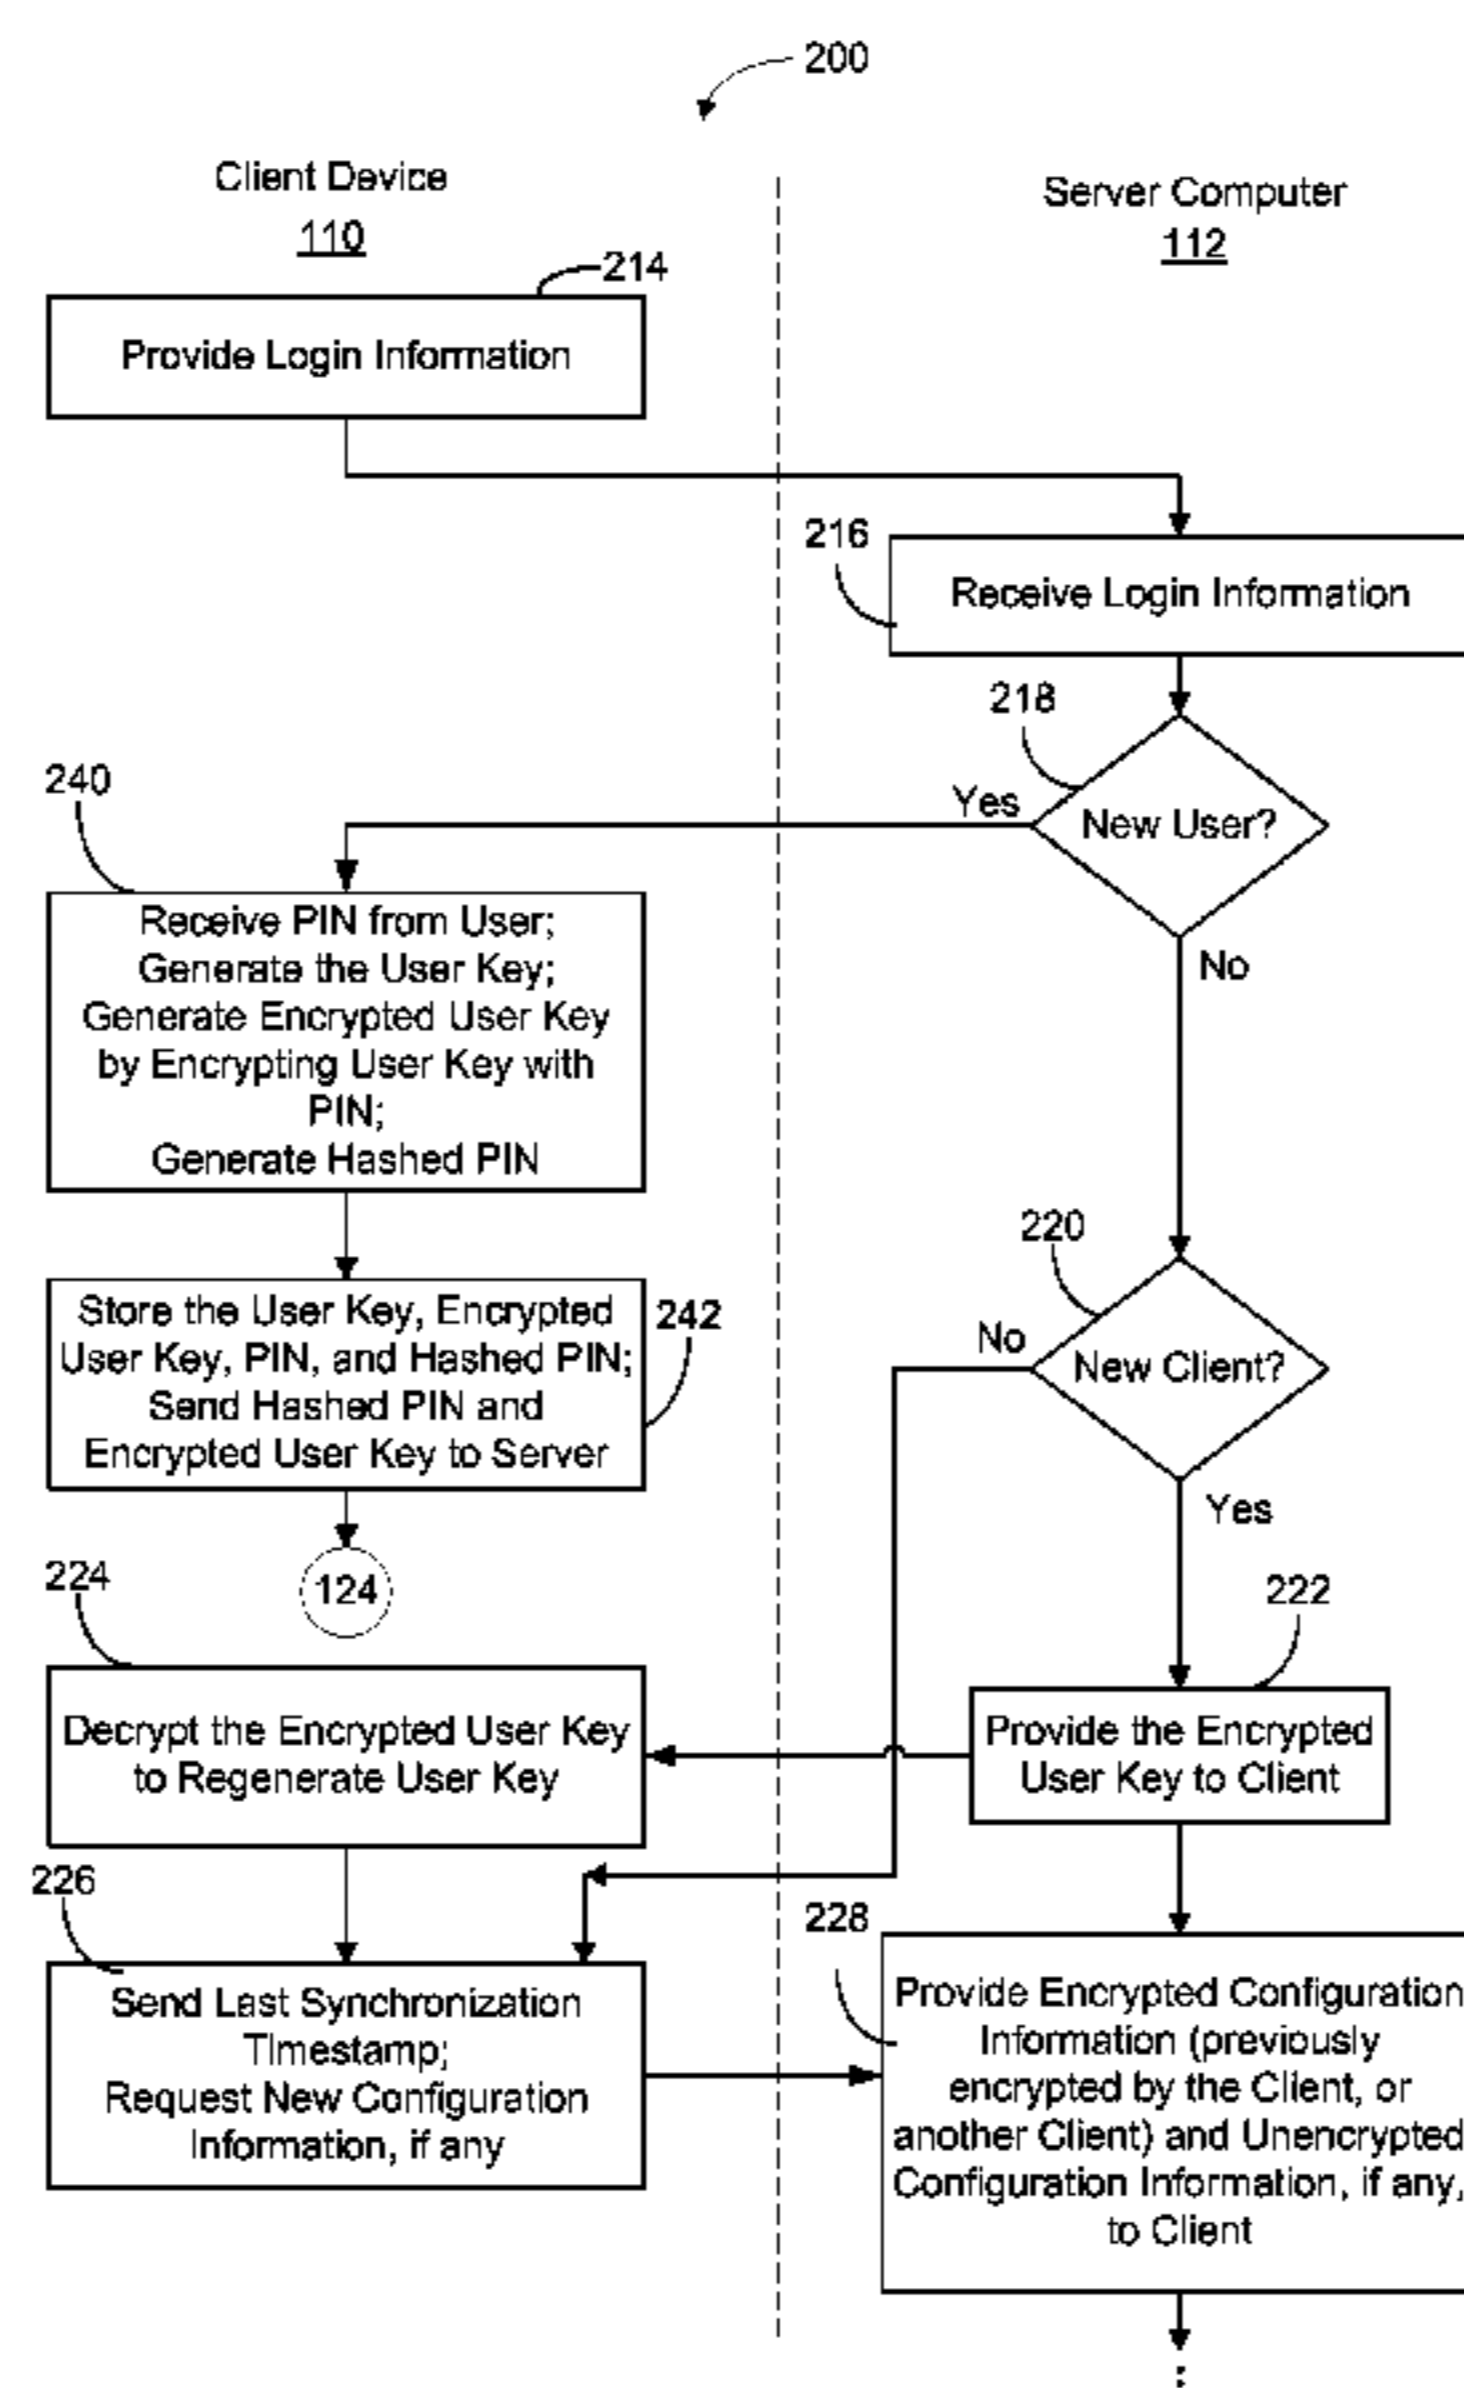 200
Client Device
110
Server Computer
112
214
Provide Login Information
216
Receive Login Information
218
New User?
Yes
No
240
Receive PIN from User;
Generate the User Key;
Generate Encrypted User Key
by Encrypting User Key with
PIN;
Generate Hashed PIN
242
Store the User Key, Encrypted
User Key, PIN, and Hashed PIN;
Send Hashed PIN and
Encrypted User Key to Server
124
220
New Client?
No
Yes
222
Provide the Encrypted
User Key to Client
224
Decrypt the Encrypted User Key
to Regenerate User Key
226
Send Last Synchronization
Timestamp;
Request New Configuration
Information, if any
228
Provide Encrypted Configuration
Information (previously
encrypted by the Client, or
another Client) and Unencrypted
Configuration Information, if any,
to Client